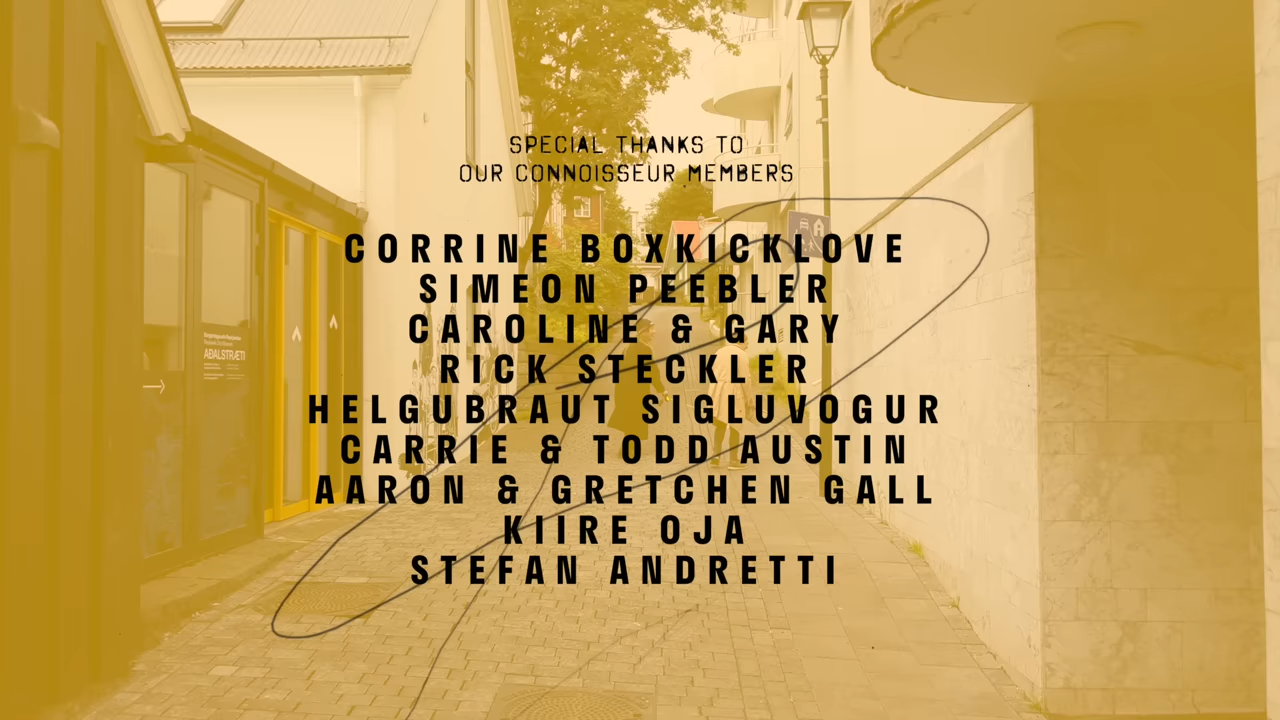 SPECIAL THANKS TO
OUR CONNOISSEUR MEMBERS
CORRINE BOXKICKLOVE
SIMEON PEEBLER
CAROLINE & GARY
RICK STECKLER
HELGUBRAUT SIGLUVOGUR
CARRIE & TODD AUSTIN
AARON & GRETCHEN GALL
KIIRE OJA
STEFAN ANDRETTI
AÐALSTRÆTI